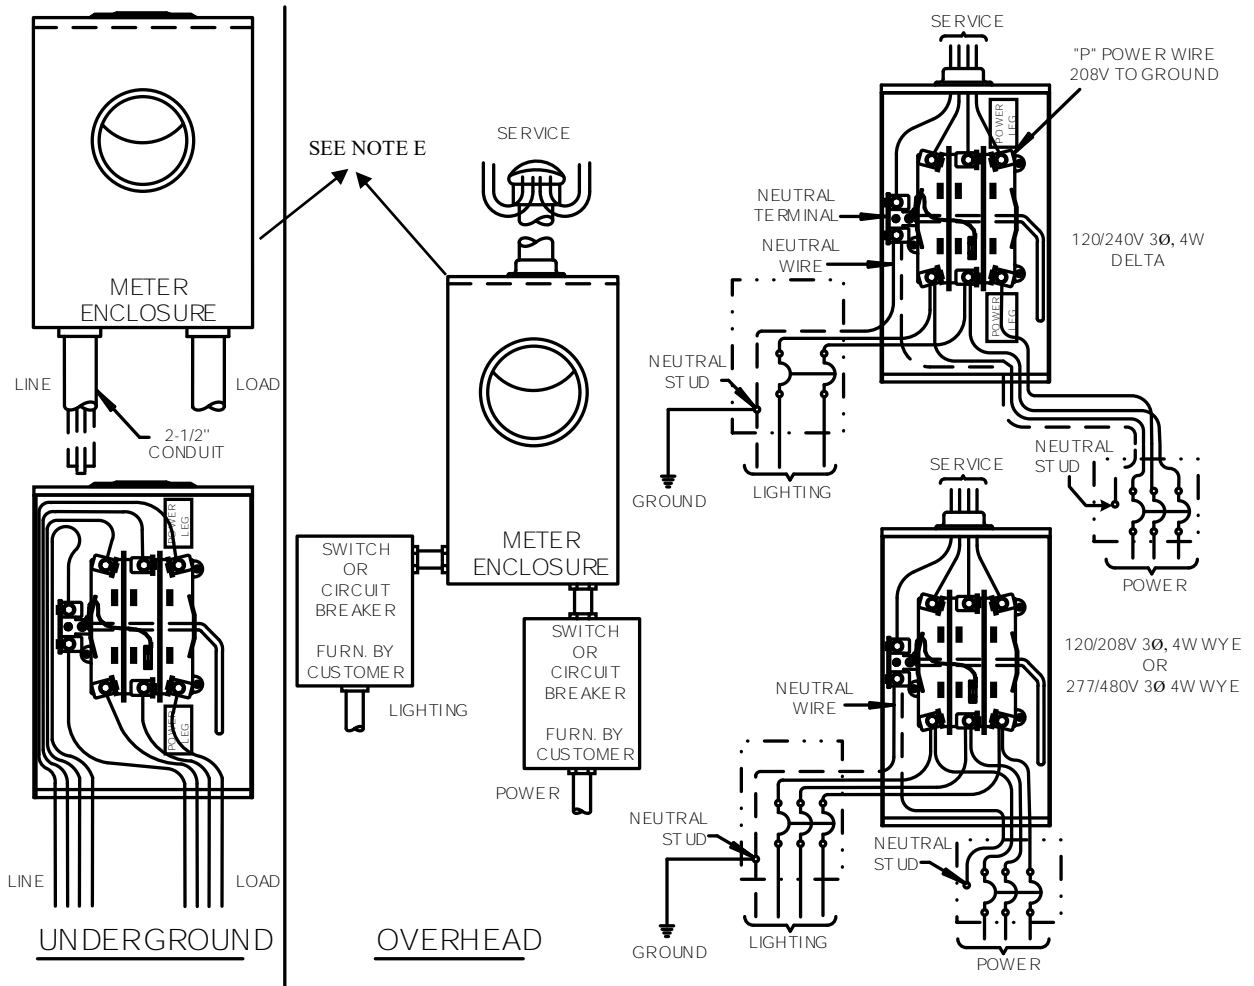 METER
ENCLOSURE
LINE
LOAD
2-1/2"
CONDUIT
POWER
LEG
POWER
LEG
LINE
LOAD
UNDERGROUND
SEE NOTE E
SERVICE
METER
ENCLOSURE
SWITCH
OR
CIRCUIT
BREAKER
FURN. BY
CUSTOMER
LIGHTING
SWITCH
OR
CIRCUIT
BREAKER
FURN. BY
CUSTOMER
POWER
OVERHEAD
SERVICE
"P" POWER WIRE
208V TO GROUND
POWER
LEG
NEUTRAL
TERMINAL
NEUTRAL
WIRE
120/240V 3Ø, 4W
DELTA
POWER
LEG
NEUTRAL
STUD
GROUND
LIGHTING
NEUTRAL
STUD
POWER
SERVICE
120/208V 3Ø, 4W WYE
OR
277/480V 3Ø 4W WYE
NEUTRAL
WIRE
NEUTRAL
STUD
NEUTRAL
STUD
GROUND
LIGHTING
POWER